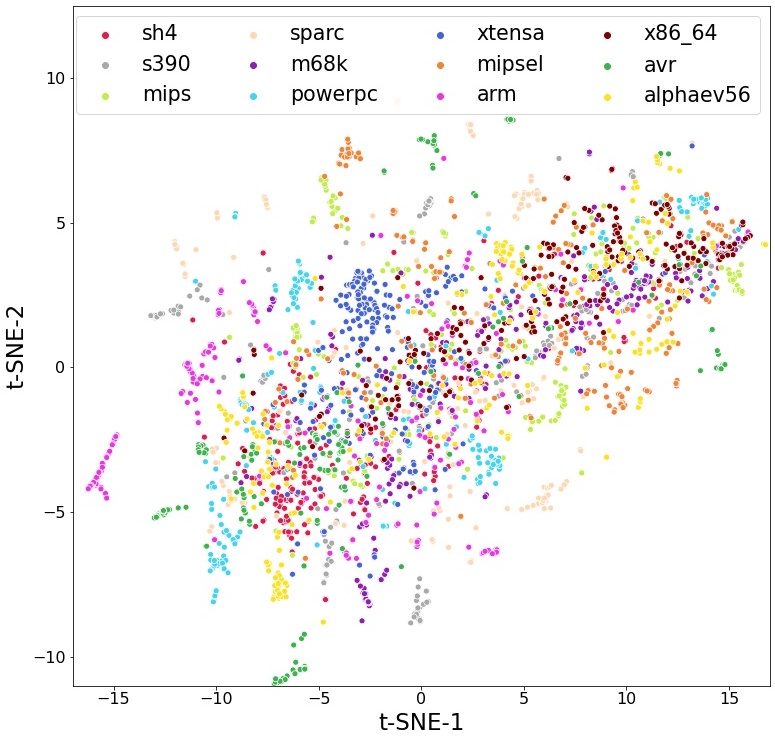 sh4 sparc xtensa x86_64
s390 m68k mipsel avr
mips powerpc arm alphaev56
10
5
0
−5
−10
t-SNE-2
−15 −10 −5 0 5 10 15
t-SNE-1